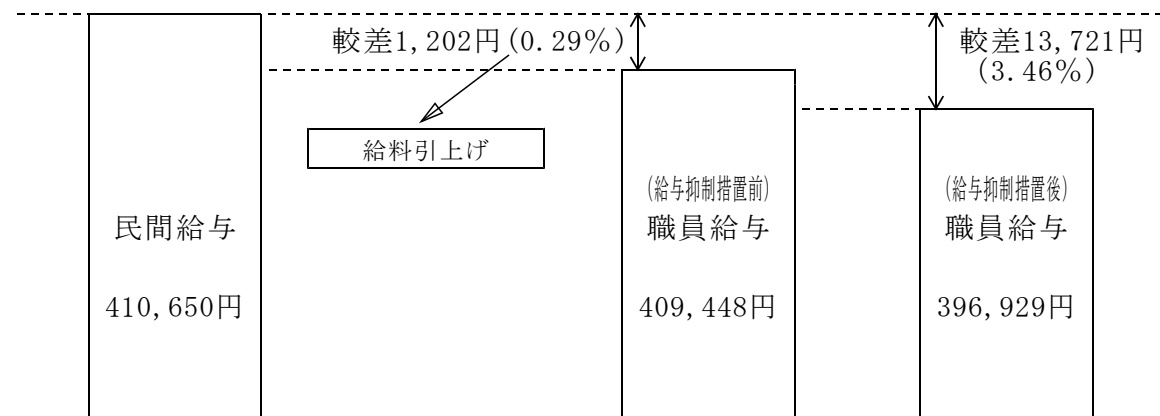 較差1,202円(0.29％)
較差13,721円
(3.46％)
給料引上げ
民間給与
410,650円
(給与抑制措置前)
職員給与
409,448円
(給与抑制措置後)
職員給与
396,929円